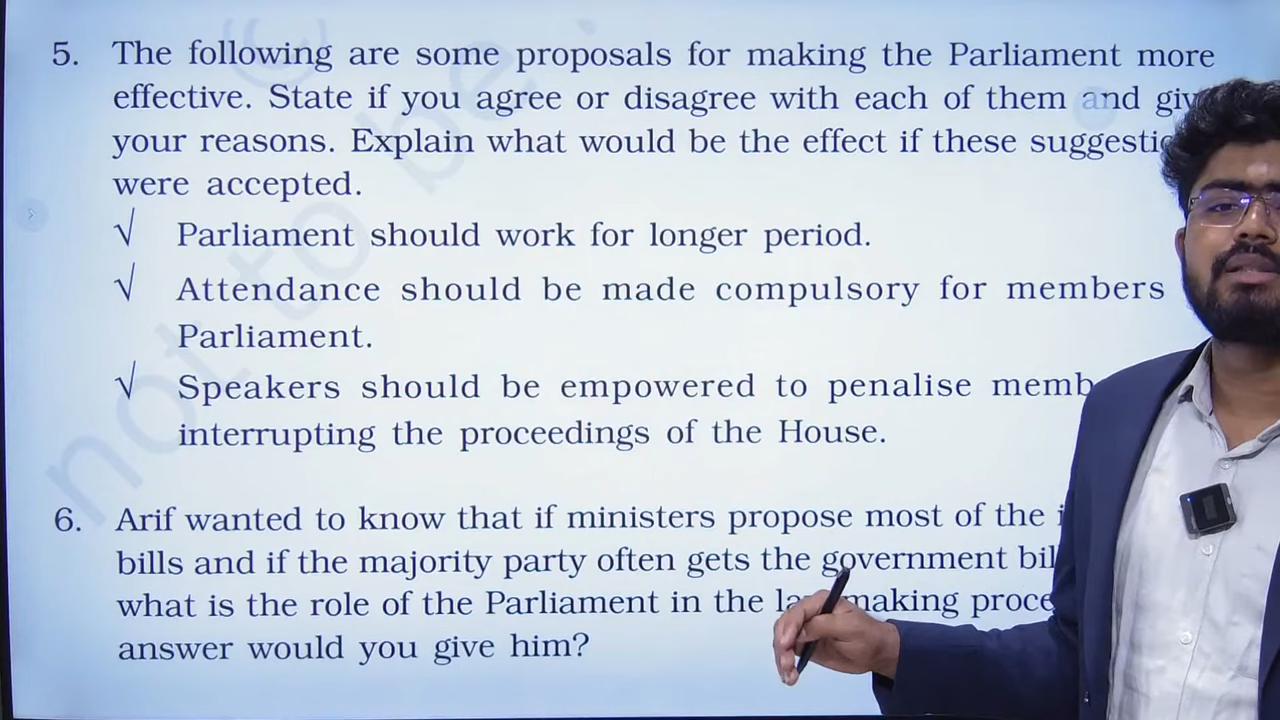 5. The following are some proposals for making the Parliament more
effective. State if you agree or disagree with each of them and
your reasons. Explain what would be the effect if these
were accepted.
√ Parliament should work for longer period.
√ Attendance should be made compulsory for members
Parliament.
√ Speakers should be empowered to penalise
interrupting the proceedings of the House.
6. Arif wanted to know that if ministers propose most of the
bills and if the majority party often gets the government
what is the role of the Parliament in the
answer would you give him?
not to be
©